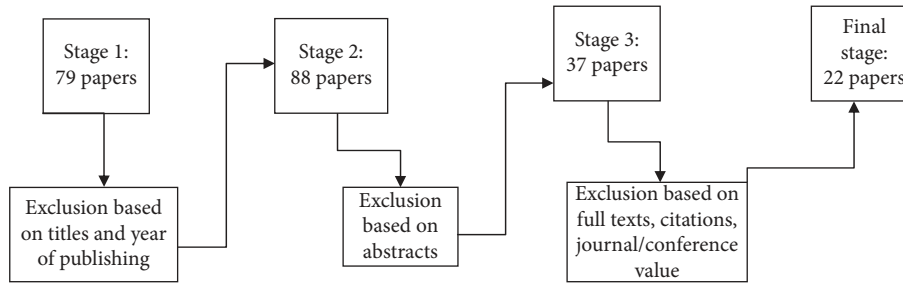 Stage 1:
79 papers
Exclusion based
on titles and year
of publishing
Stage 2:
88 papers
Exclusion
based on
abstracts
Stage 3:
37 papers
Exclusion based on
full texts, citations,
journal/conference
value
Final
stage:
22 papers